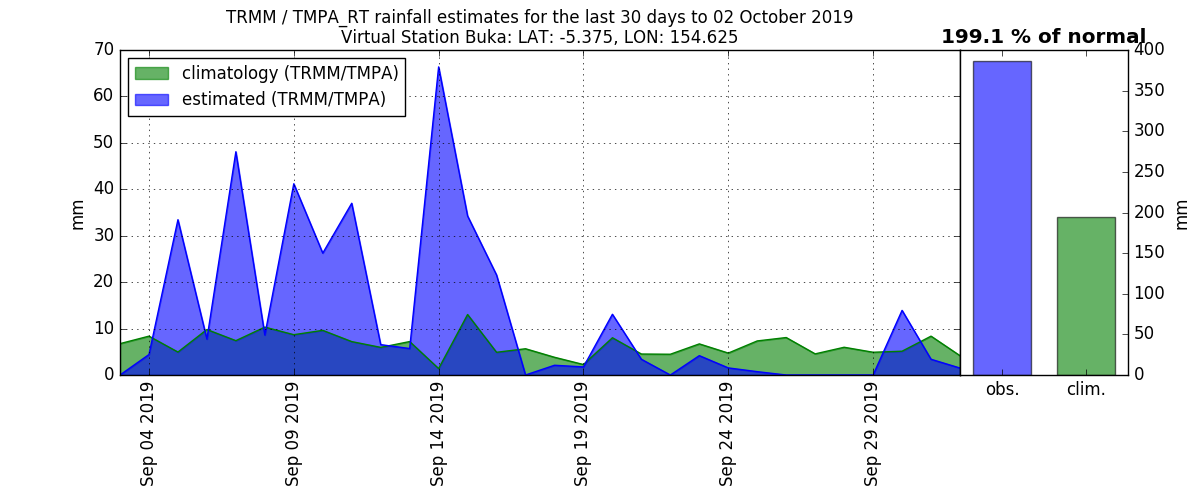 TRMM / TMPA_RT rainfall estimates for the last 30 days to 02 October 2019
Virtual Station Buka: LAT: -5.375, LON: 154.625
199.1 % of normal
climatology (TRMM/TMPA)
estimated (TRMM/TMPA)
70
60
50
40
30
20
10
0
mm
Sep 04 2019
Sep 09 2019
Sep 14 2019
Sep 19 2019
Sep 24 2019
Sep 29 2019
obs.
clim.
400
350
300
250
200
150
100
50
0
mm